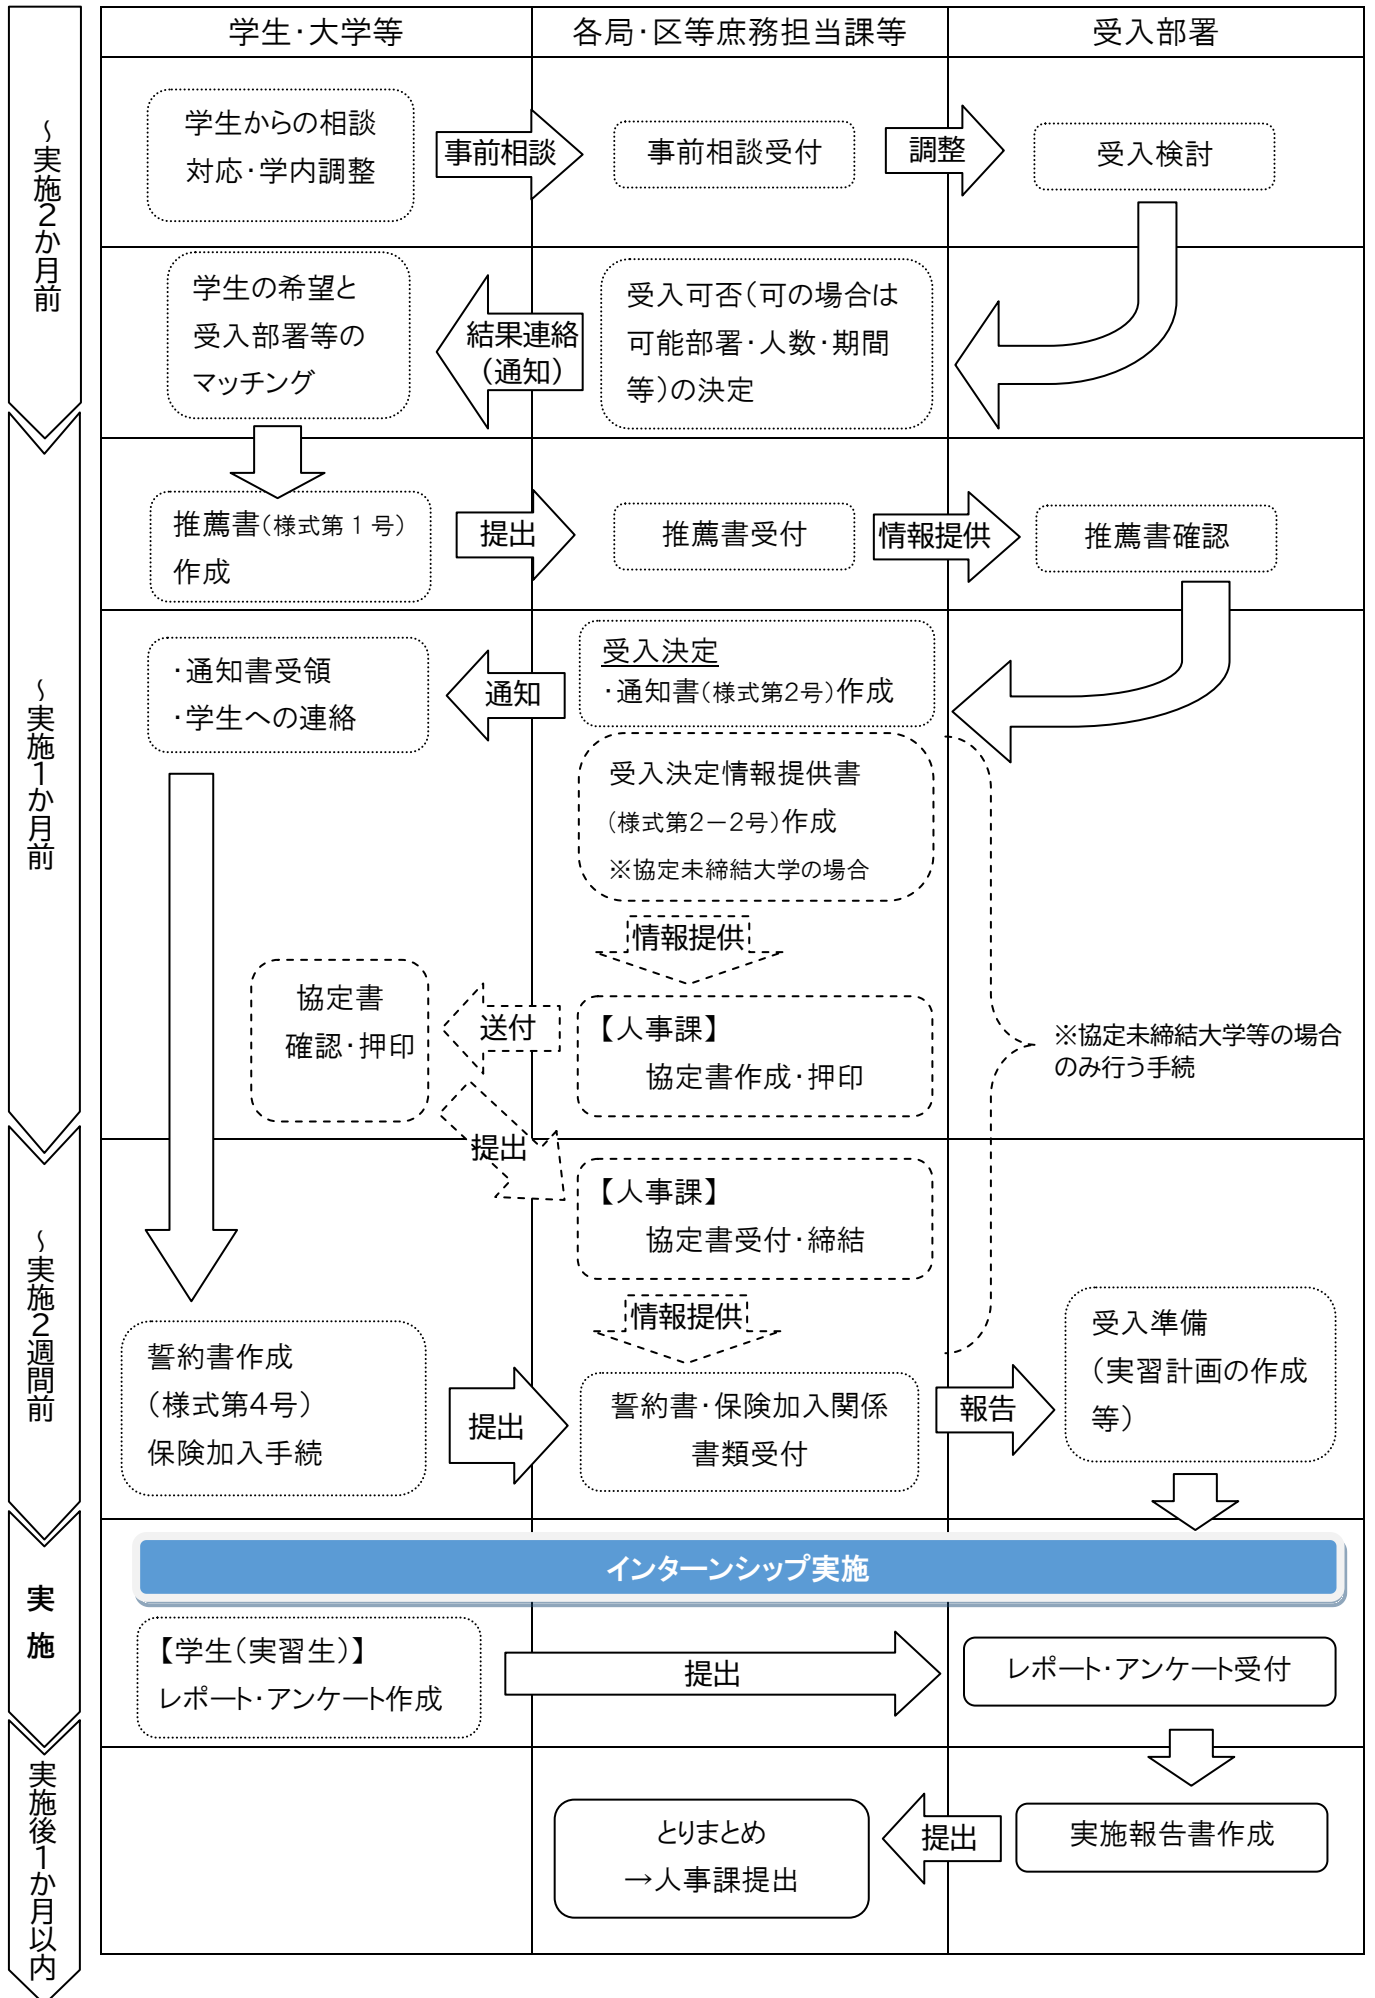 学生・大学等
各局・区等庶務担当課等
受入部署
～実施2か月前
学生からの相談
対応・学内調整
事前相談
事前相談受付
調整
受入検討
学生の希望と
受入部署等の
マッチング
結果連絡
（通知）
受入可否（可の場合は
可能部署・人数・期間
等）の決定
～実施1か月前
推薦書（様式第１号）
作成
提出
推薦書受付
情報提供
推薦書確認
・通知書受領
・学生への連絡
通知
受入決定
・通知書（様式第2号）作成
受入決定情報提供書
（様式第2－2号）作成
※協定未締結大学の場合
情報提供
協定書
確認・押印
送付
【人事課】
協定書作成・押印
※協定未締結大学等の場合
のみ行う手続
提出
～実施2週間前
【人事課】
協定書受付・締結
情報提供
誓約書作成
（様式第4号）
保険加入手続
提出
誓約書・保険加入関係
書類受付
報告
受入準備
（実習計画の作成
等）
実施
インターンシップ実施
【学生（実習生）】
レポート・アンケート作成
提出
レポート・アンケート受付
実施後1か月以内
とりまとめ
→人事課提出
提出
実施報告書作成